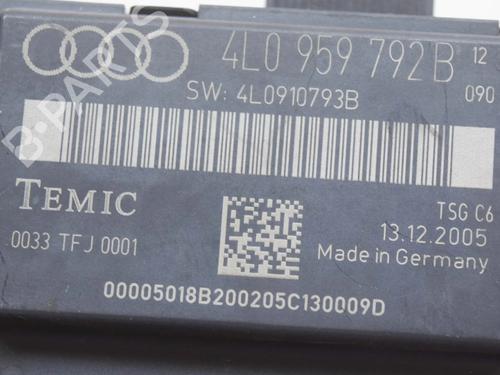 4L0 959 792B 12
SW: 4L0910793B 090
B-PARTS
TEMIC
TSG C6
0033 TFJ 0001
13.12.2005
Made in Germany
00005018B200205C130009D